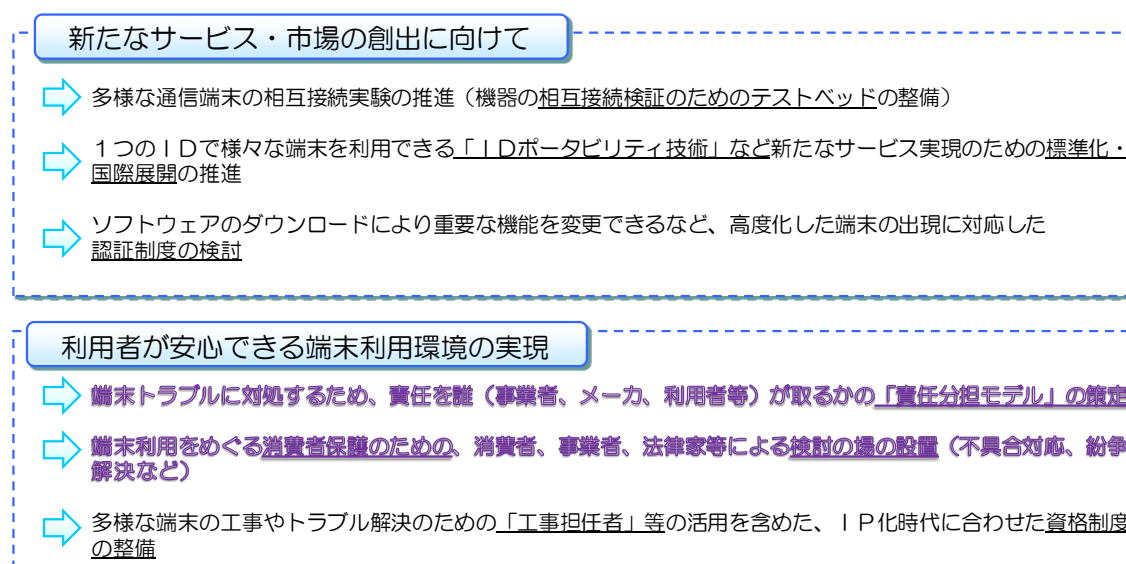 新たなサービス・市場の創出に向けて
多様な通信端末の相互接続実験の推進（機器の相互接続検証のためのテストベッドの整備）
１つのＩＤで様々な端末を利用できる「ＩＤポータビリティ技術」など新たなサービス実現のための標準化・
国際展開の推進
ソフトウェアのダウンロードにより重要な機能を変更できるなど、高度化した端末の出現に対応した
認証制度の検討
利用者が安心できる端末利用環境の実現
端末トラブルに対処するため、責任を誰（事業者、メーカ、利用者等）が取るかの「責任分担モデル」の策定
端末利用をめぐる消費者保護のための、消費者、事業者、法律家等による検討の場の設置（不具合対応、紛争
解決など）
多様な端末の工事やトラブル解決のための「工事担任者」等の活用を含めた、ＩＰ化時代に合わせた資格制度
の整備